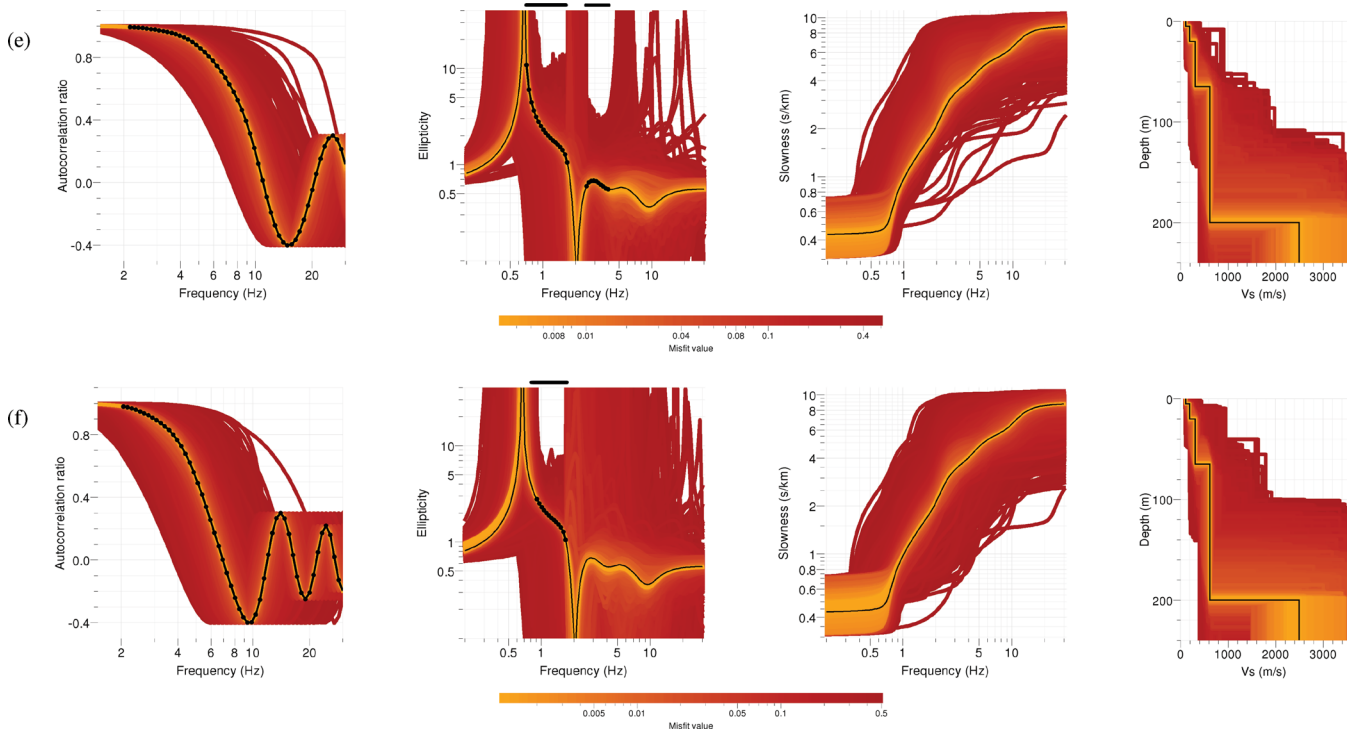 (e)
Autocorrelation ratio
0.8
0.4
0.0
-0.4
2 4 6 8 10 20
Frequency (Hz)
Ellipticity
10
5
1
0.5
0.5 1 5 10
Frequency (Hz)
Slowness (s/km)
10
8
6
4
2
1
0.8
0.6
0.4
0.5 1 5 10
Frequency (Hz)
Depth (m)
0
100
200
0 1000 2000 3000
Vs (m/s)
0.008 0.01 0.04 0.08 0.1 0.4
Misfit value
(f)
Autocorrelation ratio
0.8
0.4
0.0
-0.4
2 4 6 8 10 20
Frequency (Hz)
Ellipticity
10
5
1
0.5
0.5 1 5 10
Frequency (Hz)
Slowness (s/km)
10
8
6
4
2
1
0.8
0.6
0.4
0.5 1 5 10
Frequency (Hz)
Depth (m)
0
100
200
0 1000 2000 3000
Vs (m/s)
0.005 0.01 0.05 0.1 0.5
Misfit value